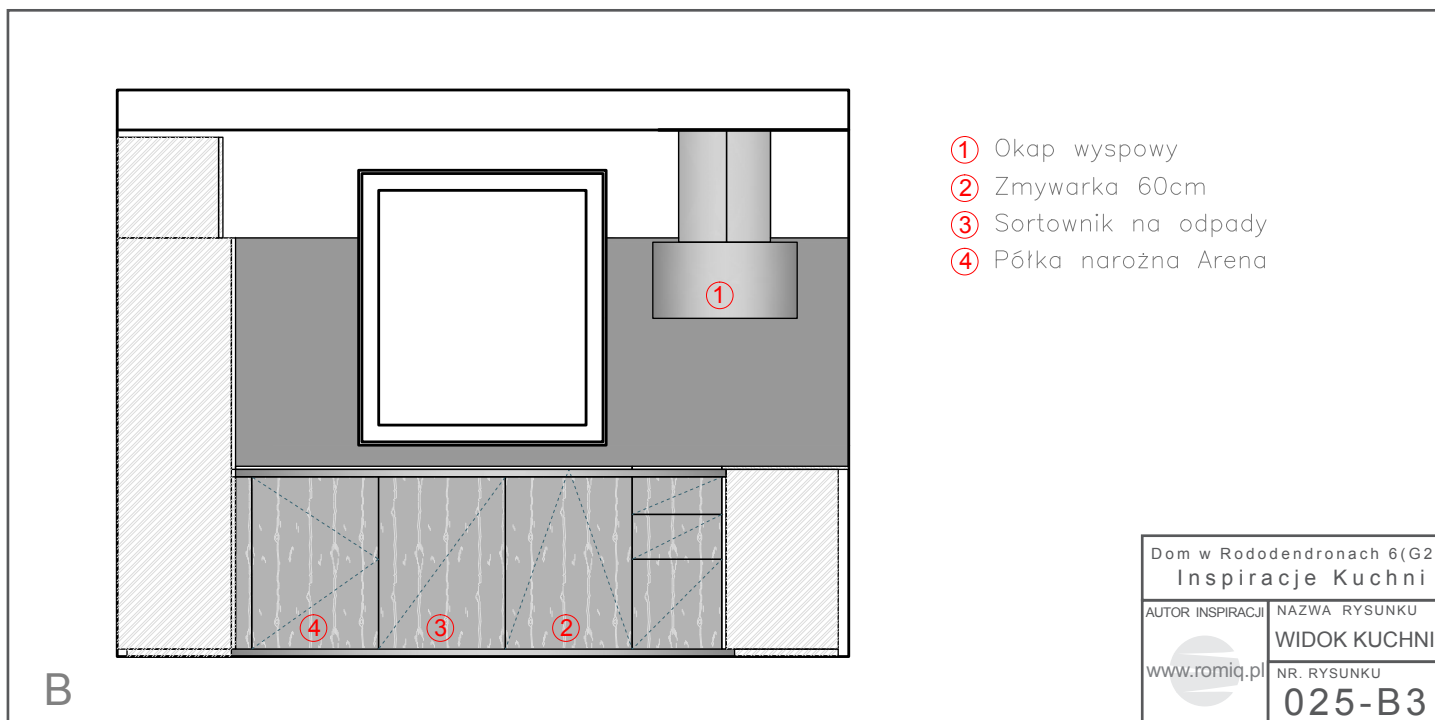 1 Okap wyspowy
2 Zmywarka 60cm
3 Sortownik na odpady
4 Półka narożna Arena
1
4 3 2
B
Dom w Rododendronach 6(G2
Inspiracje Kuchni
AUTOR INSPIRACJI
www.romiq.pl
NAZWA RYSUNKU
WIDOK KUCHNI
NR. RYSUNKU
025-B3